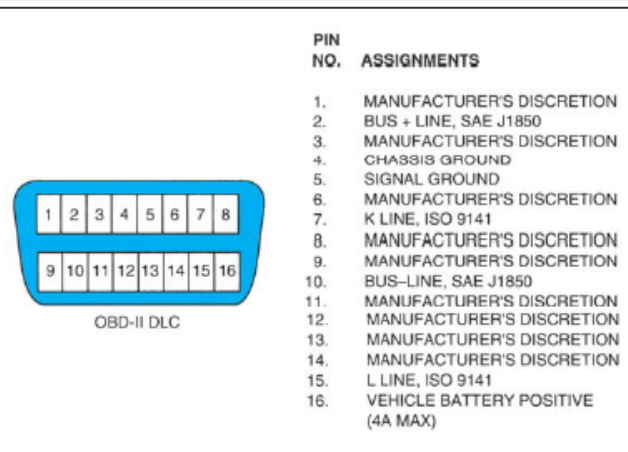 PIN
NO. ASSIGNMENTS
1. MANUFACTURER'S DISCRETION
2. BUS + LINE, SAE J1850
3. MANUFACTURER'S DISCRETION
4. CHASSIS GROUND
5. SIGNAL GROUND
6. MANUFACTURER'S DISCRETION
7. K LINE, ISO 9141
8. MANUFACTURER'S DISCRETION
9. MANUFACTURER'S DISCRETION
10. BUS–LINE, SAE J1850
11. MANUFACTURER'S DISCRETION
12. MANUFACTURER'S DISCRETION
13. MANUFACTURER'S DISCRETION
14. MANUFACTURER'S DISCRETION
15. L LINE, ISO 9141
16. VEHICLE BATTERY POSITIVE
(4A MAX)
1 2 3 4 5 6 7 8
9 10 11 12 13 14 15 16
OBD-II DLC